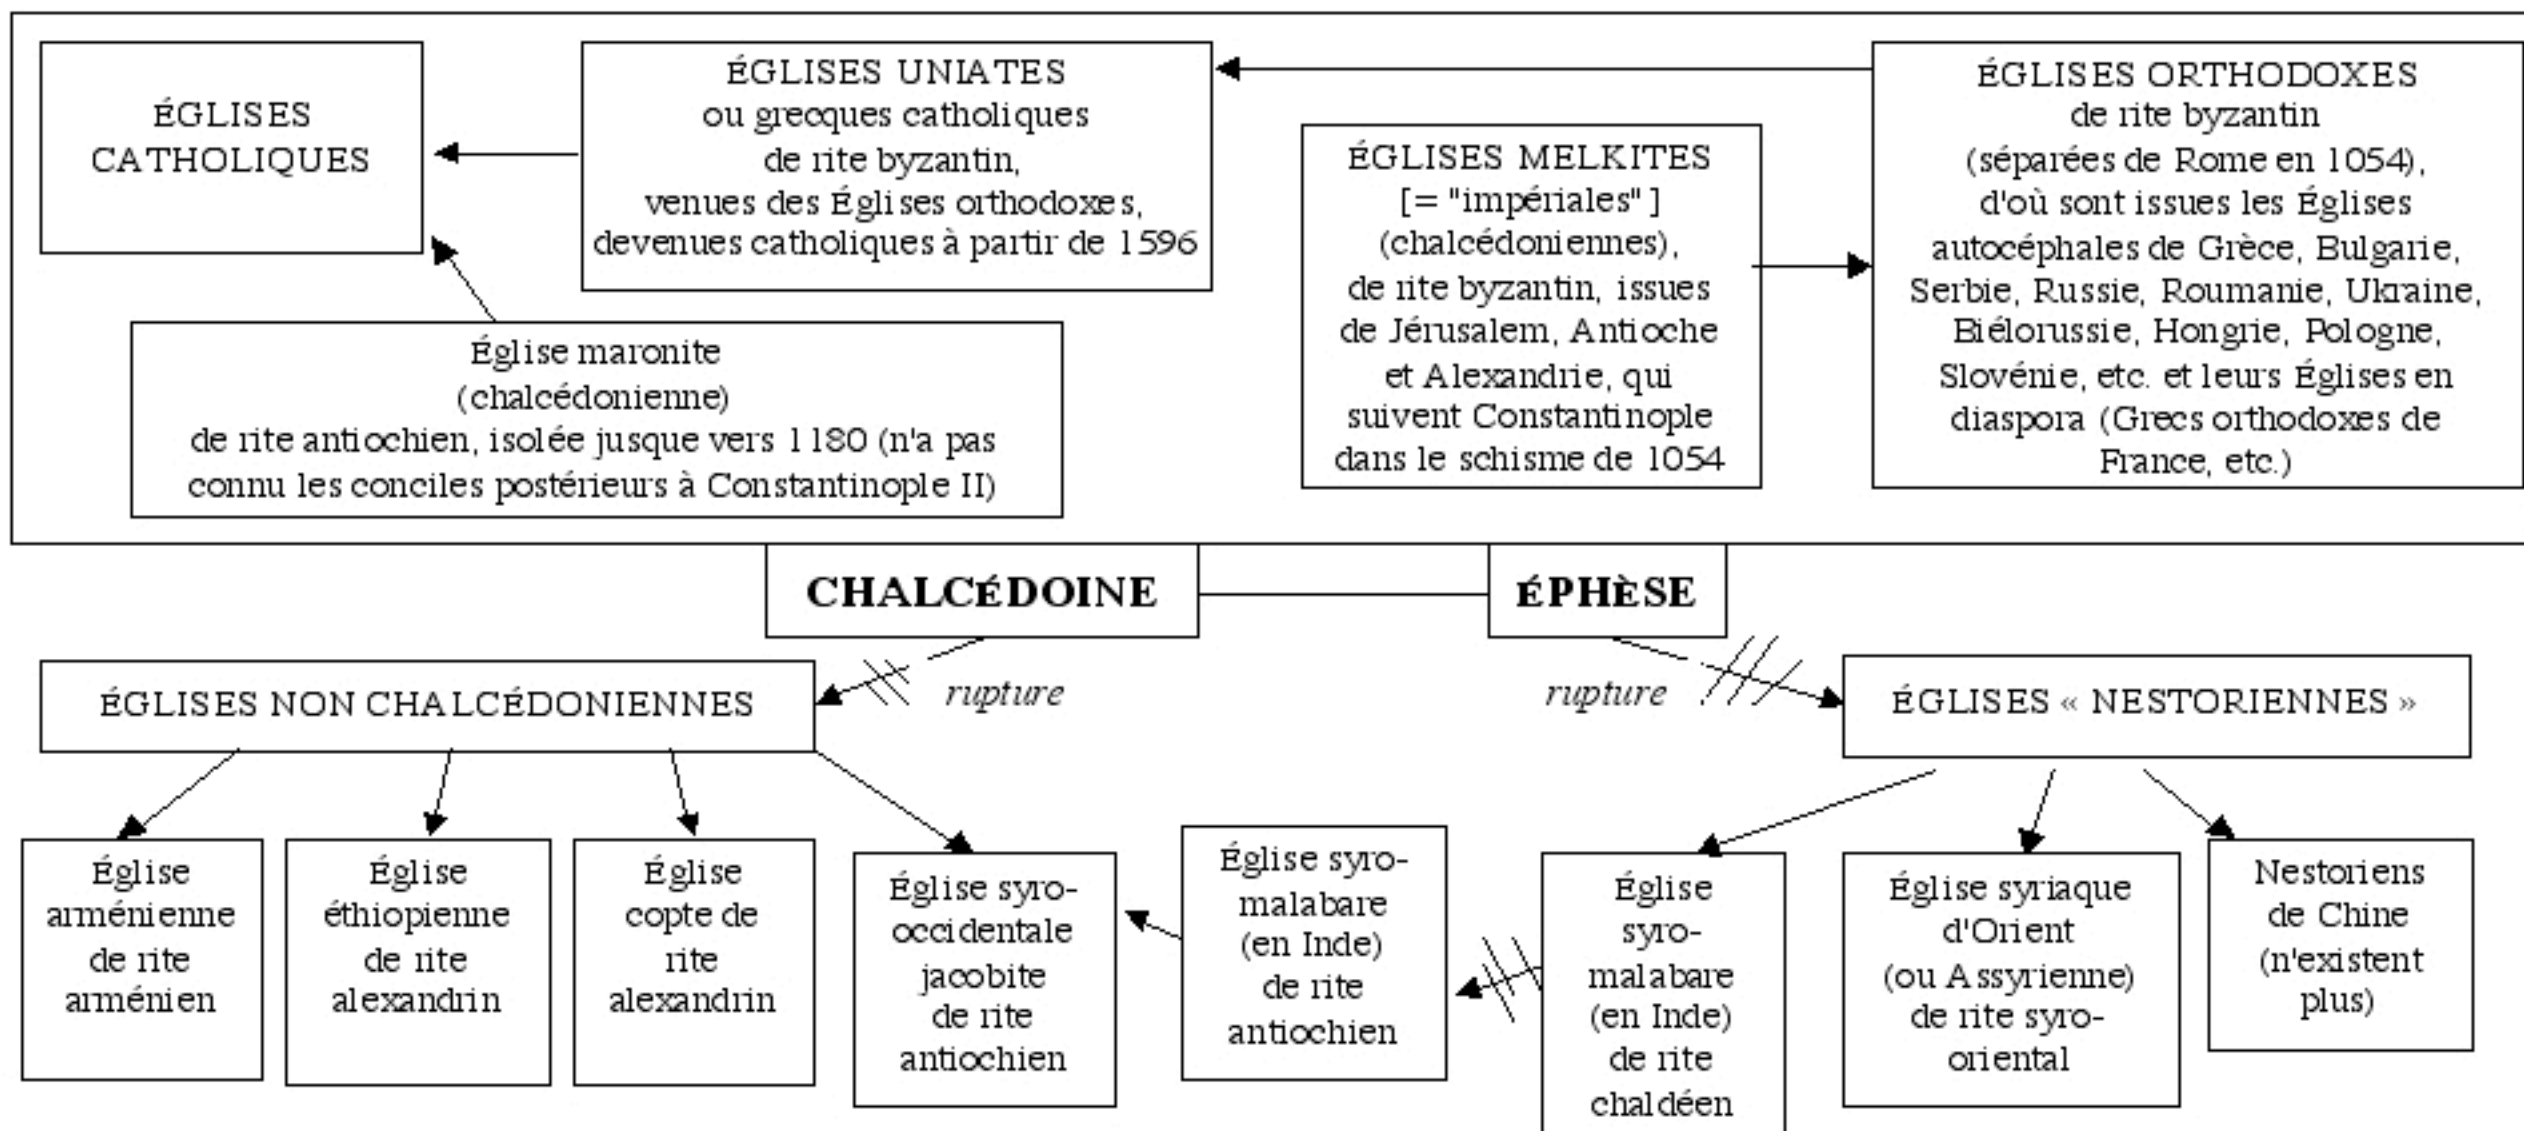 ÉGLISES
CATHOLIQUES
ÉGLISES UNIATES
ou grecques catholiques
de rite byzantin,
venues des Églises orthodoxes,
devenues catholiques à partir de 1596
ÉGLISES MELKITES
[= "impériales" ]
(chalcédoniennes),
de rite byzantin, issues
de Jérusalem, Antioche
et Alexandrie, qui
suivent Constantinople
dans le schisme de 1054
ÉGLISES ORTHODOXES
de rite byzantin
(séparées de Rome en 1054),
d'où sont issues les Églises
autocéphales de Grèce, Bulgarie,
Serbie, Russie, Roumanie, Ukraine,
Biélorussie, Hongrie, Pologne,
Slovénie, etc. et leurs Églises en
diaspora (Grecs orthodoxes de
France, etc.)
Église maronite
(chalcédonienne)
de rite antiochien, isolée jusque vers 1180 (n'a pas
connu les conciles postérieurs à Constantinople II)
CHALCÉDOINE
ÉPHÈSE
rupture
rupture
ÉGLISES NON CHALCÉDONIENNES
ÉGLISES « NESTORIENNES »
Église
arménienne
de rite
arménien
Église
éthiopienne
de rite
alexandrin
Église
copte de
rite
alexandrin
Église syro-
occidentale
jacobite
de rite
antiochien
Église syro-
malabare
(en Inde)
de rite
antiochien
Église
syro-
malabare
(en Inde)
de rite
chaldéen
Église syriaque
d'Orient
(ou Assyrienne)
de rite syro-
oriental
Nestoriens
de Chine
(n'existent
plus)